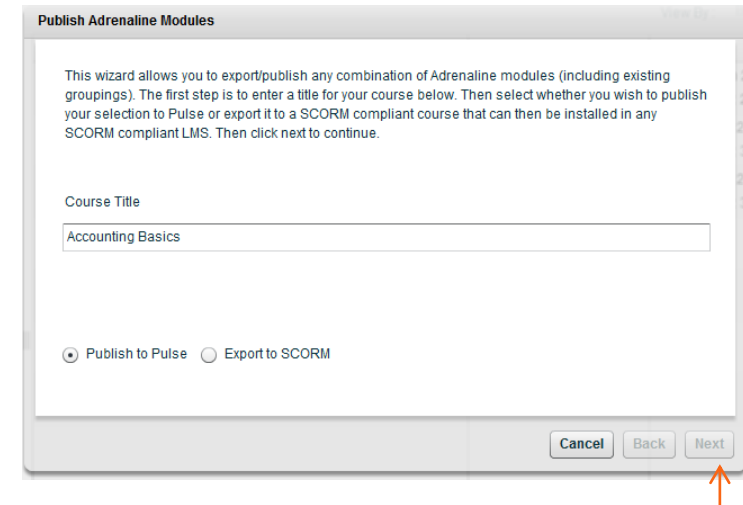 Publish Adrenaline Modules
View By
This wizard allows you to export/publish any combination of Adrenaline modules (including existing
groupings). The first step is to enter a title for your course below. Then select whether you wish to publish
your selection to Pulse or export it to a SCORM compliant course that can then be installed in any
SCORM compliant LMS. Then click next to continue.
Course Title
Accounting Basics
Publish to Pulse
Export to SCORM
Cancel
Back
Next